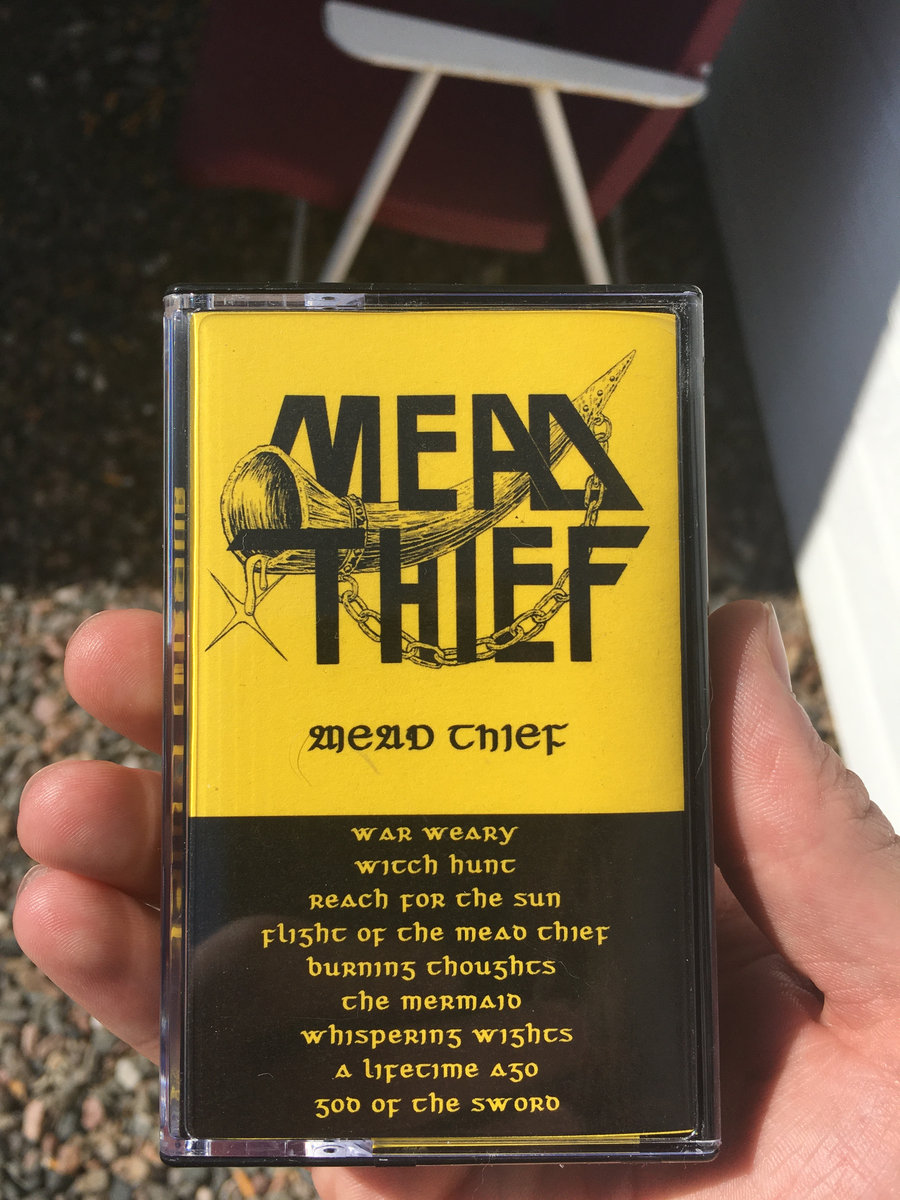 MEAD
THIEF
MEAD THIEF
WAR WEARY
WITCH HUNT
REACH FOR THE SUN
FLIGHT OF THE MEAD THIEF
BURNING THOUGHTS
THE MERMAID
WHISPERING WIGHTS
A LIFETIME AGO
GOD OF THE SWORD